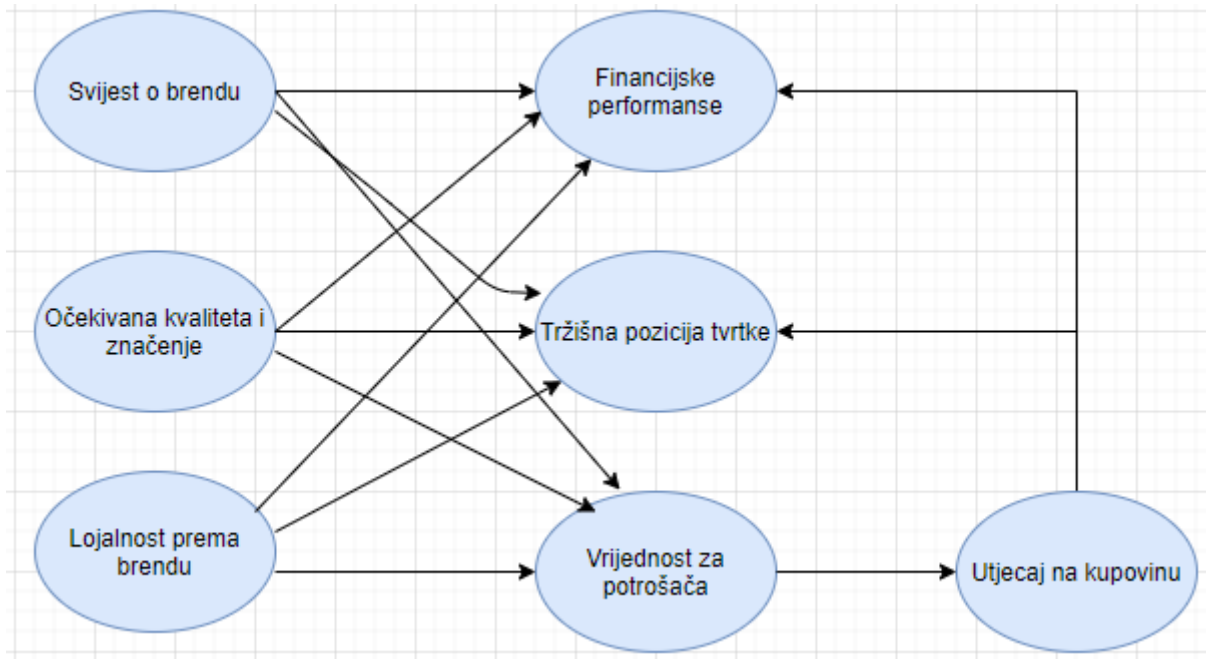 Svijest o brendu
Financijske
performanse
Očekivana kvaliteta i
značenje
Tržišna pozicija tvrtke
Lojalnost prema
brendu
Vrijednost za
potrošača
Utjecaj na kupovinu